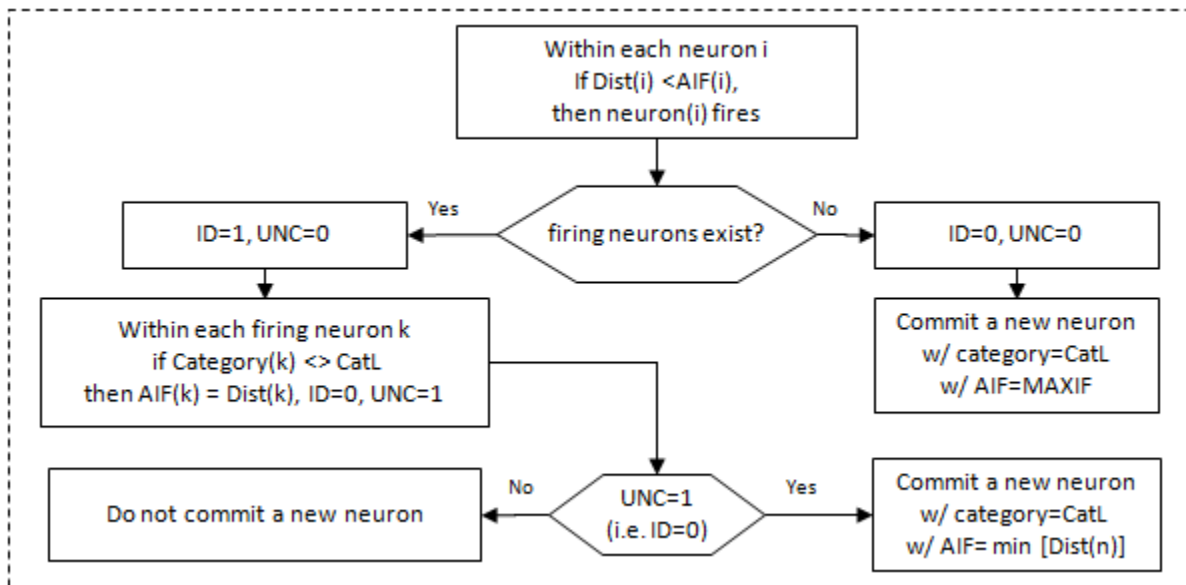 Within each neuron i
If Dist(i) <AIF(i),
then neuron(i) fires
Yes
firing neurons exist?
No
ID=1, UNC=0
ID=0, UNC=0
Within each firing neuron k
if Category(k) <> CatL
then AIF(k) = Dist(k), ID=0, UNC=1
Commit a new neuron
w/ category=CatL
w/ AIF=MAXIF
Do not commit a new neuron
No
UNC=1
(i.e. ID=0)
Yes
Commit a new neuron
w/ category=CatL
w/ AIF= min [Dist(n)]